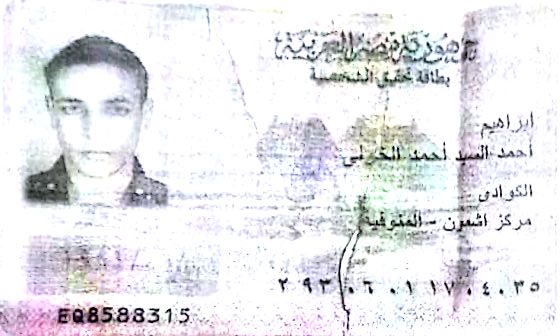 جمهورية مصر العربية
بطاقة تحقيق الشخصية
ابراهيم
أحمد السيد أحمد الخولى
الكوادى
مركز اشمون - المنوفية
٢٩٣٠٦٠١١٧٠٤٠٣٥
EQ8588315